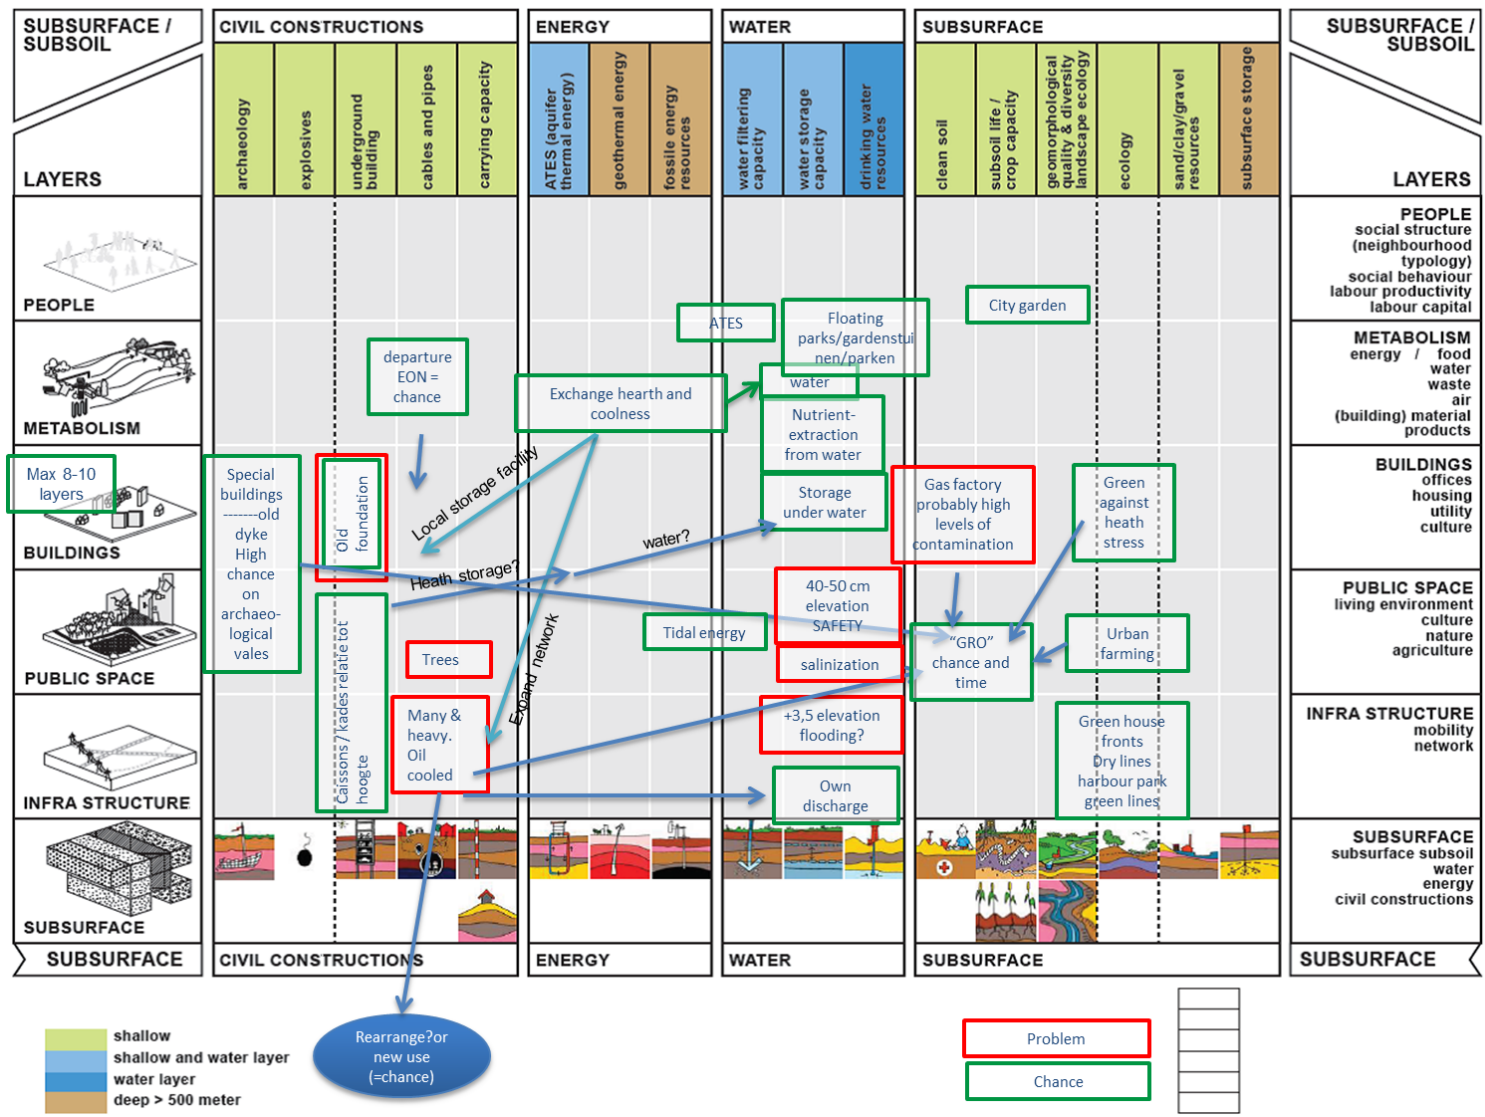 SUBSURFACE /
SUBSOIL
LAYERS
CIVIL CONSTRUCTIONS
ENERGY
WATER
SUBSURFACE
SUBSURFACE /
SUBSOIL
LAYERS
archaeology
explosives
underground
building
cables and pipes
carrying capacity
ATES (aquifer
thermal energy)
geothermal energy
fossile energy
resources
water filtering
capacity
water storage
capacity
drinking water
resources
clean soil
subsoil life /
crop capacity
geomorphological
quality & diversity
landscape ecology
ecology
sand/clay/gravel
resources
subsurface storage
PEOPLE
METABOLISM
BUILDINGS
PUBLIC SPACE
INFRA STRUCTURE
SUBSURFACE
PEOPLE
social structure
(neighbourhood
typology)
social behaviour
labour productivity
labour capital
METABOLISM
energy / food
water
waste
air
(building) material
products
BUILDINGS
offices
housing
utility
culture
PUBLIC SPACE
living environment
culture
nature
agriculture
INFRA STRUCTURE
mobility
network
SUBSURFACE
subsurface subsoil
water
energy
civil constructions
City garden
ATES
Floating
parks/gardenstui
nen/parken
departure
EON =
chance
Exchange hearth and
coolness
water
Nutrient-
extraction
from water
Storage
under water
Max 8-10
layers
Special
buildings
-------old
dyke
High
chance
on
archaeo-
logical
vales
Old
foundation
Local storage facility
Heath storage?
water?
Expand network
Gas factory
probably high
levels of
contamination
Green
against
heath
stress
40-50 cm
elevation
SAFETY
Tidal energy
salinization
"GRO"
chance and
time
Urban
farming
Trees
Caissons / kades relatie tot
hoogte
Many &
heavy.
Oil
cooled
+3,5 elevation
flooding?
Own
discharge
Green house
fronts
Dry lines
harbour park
green lines
SUBSURFACE
CIVIL CONSTRUCTIONS
ENERGY
WATER
SUBSURFACE
SUBSURFACE
shallow
shallow and water layer
water layer
deep > 500 meter
Rearrange?or
new use
(=chance)
Problem
Chance